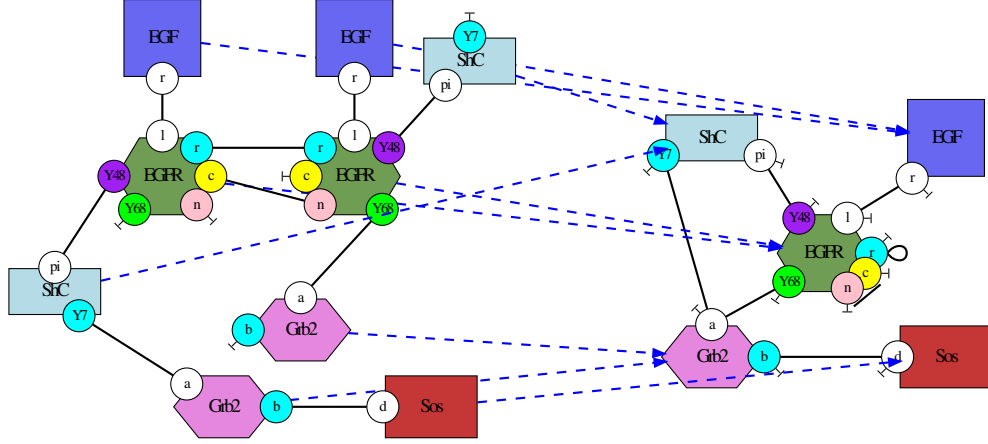 EGF
EGF
Y7
ShC
r
r
pi
l
r
r
l
Y48
Y48
EGFR
c
c
EGFR
Y68
n
n
Y68
pi
ShC
Y7
a
b
Grb2
a
Grb2
b
d
Sos
ShC
Y7
pi
EGF
r
Y48
l
EGFR
r
c
Y68
n
a
Grb2
b
d
Sos